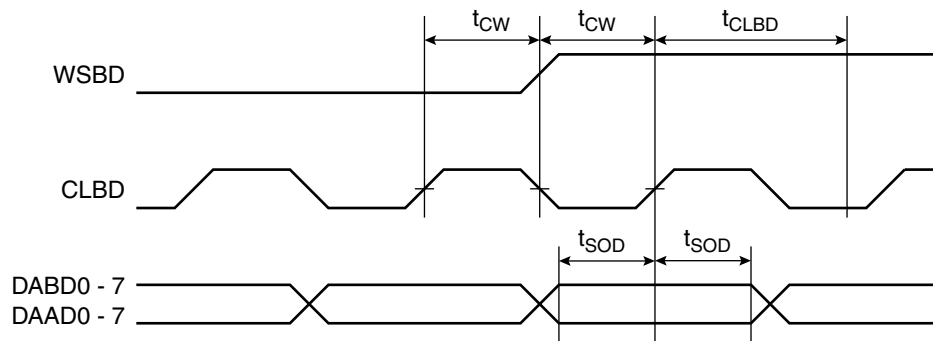 tCW tCW tCLBD
WSBD
CLBD
tSOD tSOD
DABD0 - 7
DAAD0 - 7